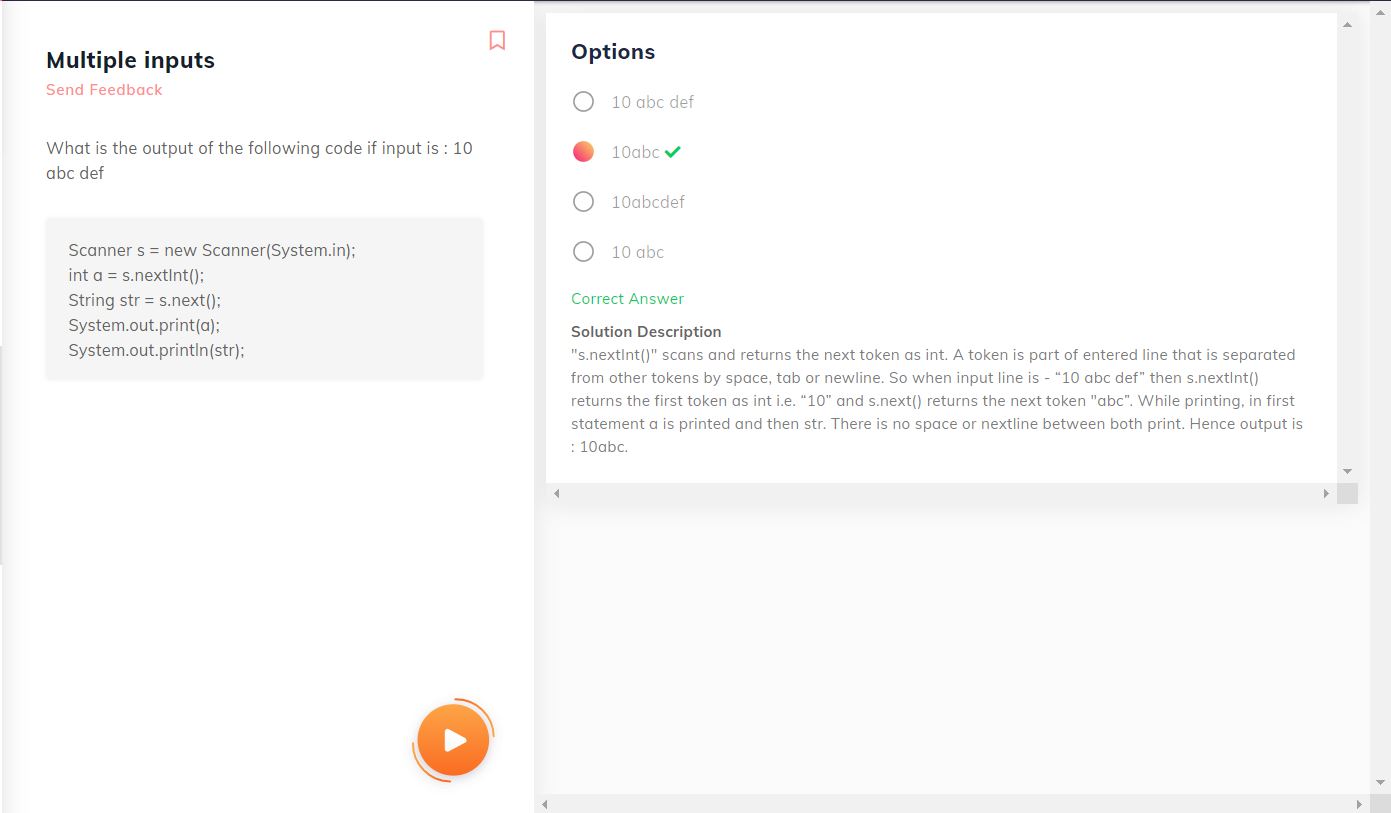 Multiple inputs
Send Feedback
What is the output of the following code if input is : 10
abc def
Scanner s = new Scanner(System.in);
int a = s.nextInt();
String str = s.next();
System.out.print(a);
System.out.println(str);
Options
10 abc def
10abc
10abcdef
10 abc
Correct Answer
Solution Description
"s.nextInt()" scans and returns the next token as int. A token is part of entered line that is separated
from other tokens by space, tab or newline. So when input line is - “10 abc def” then s.nextInt()
returns the first token as int i.e. “10” and s.next() returns the next token "abc”. While printing, in first
statement a is printed and then str. There is no space or nextline between both print. Hence output is
: 10abc.